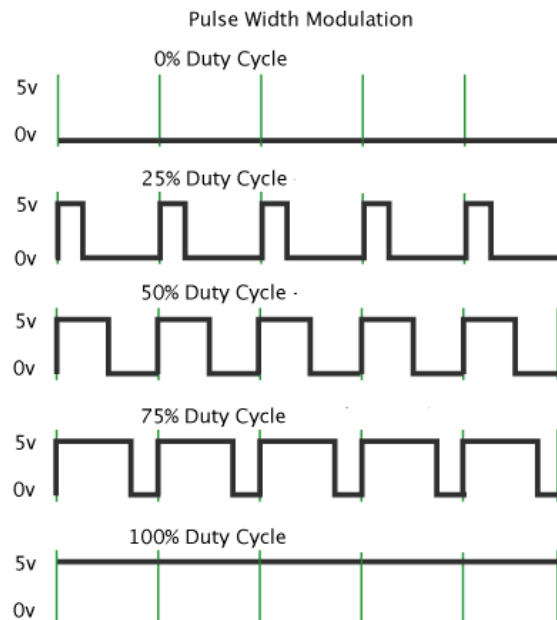 Pulse Width Modulation
0% Duty Cycle
5v
0v
25% Duty Cycle
5v
0v
50% Duty Cycle -
5v
0v
75% Duty Cycle
5v
0v
100% Duty Cycle
5v
0v